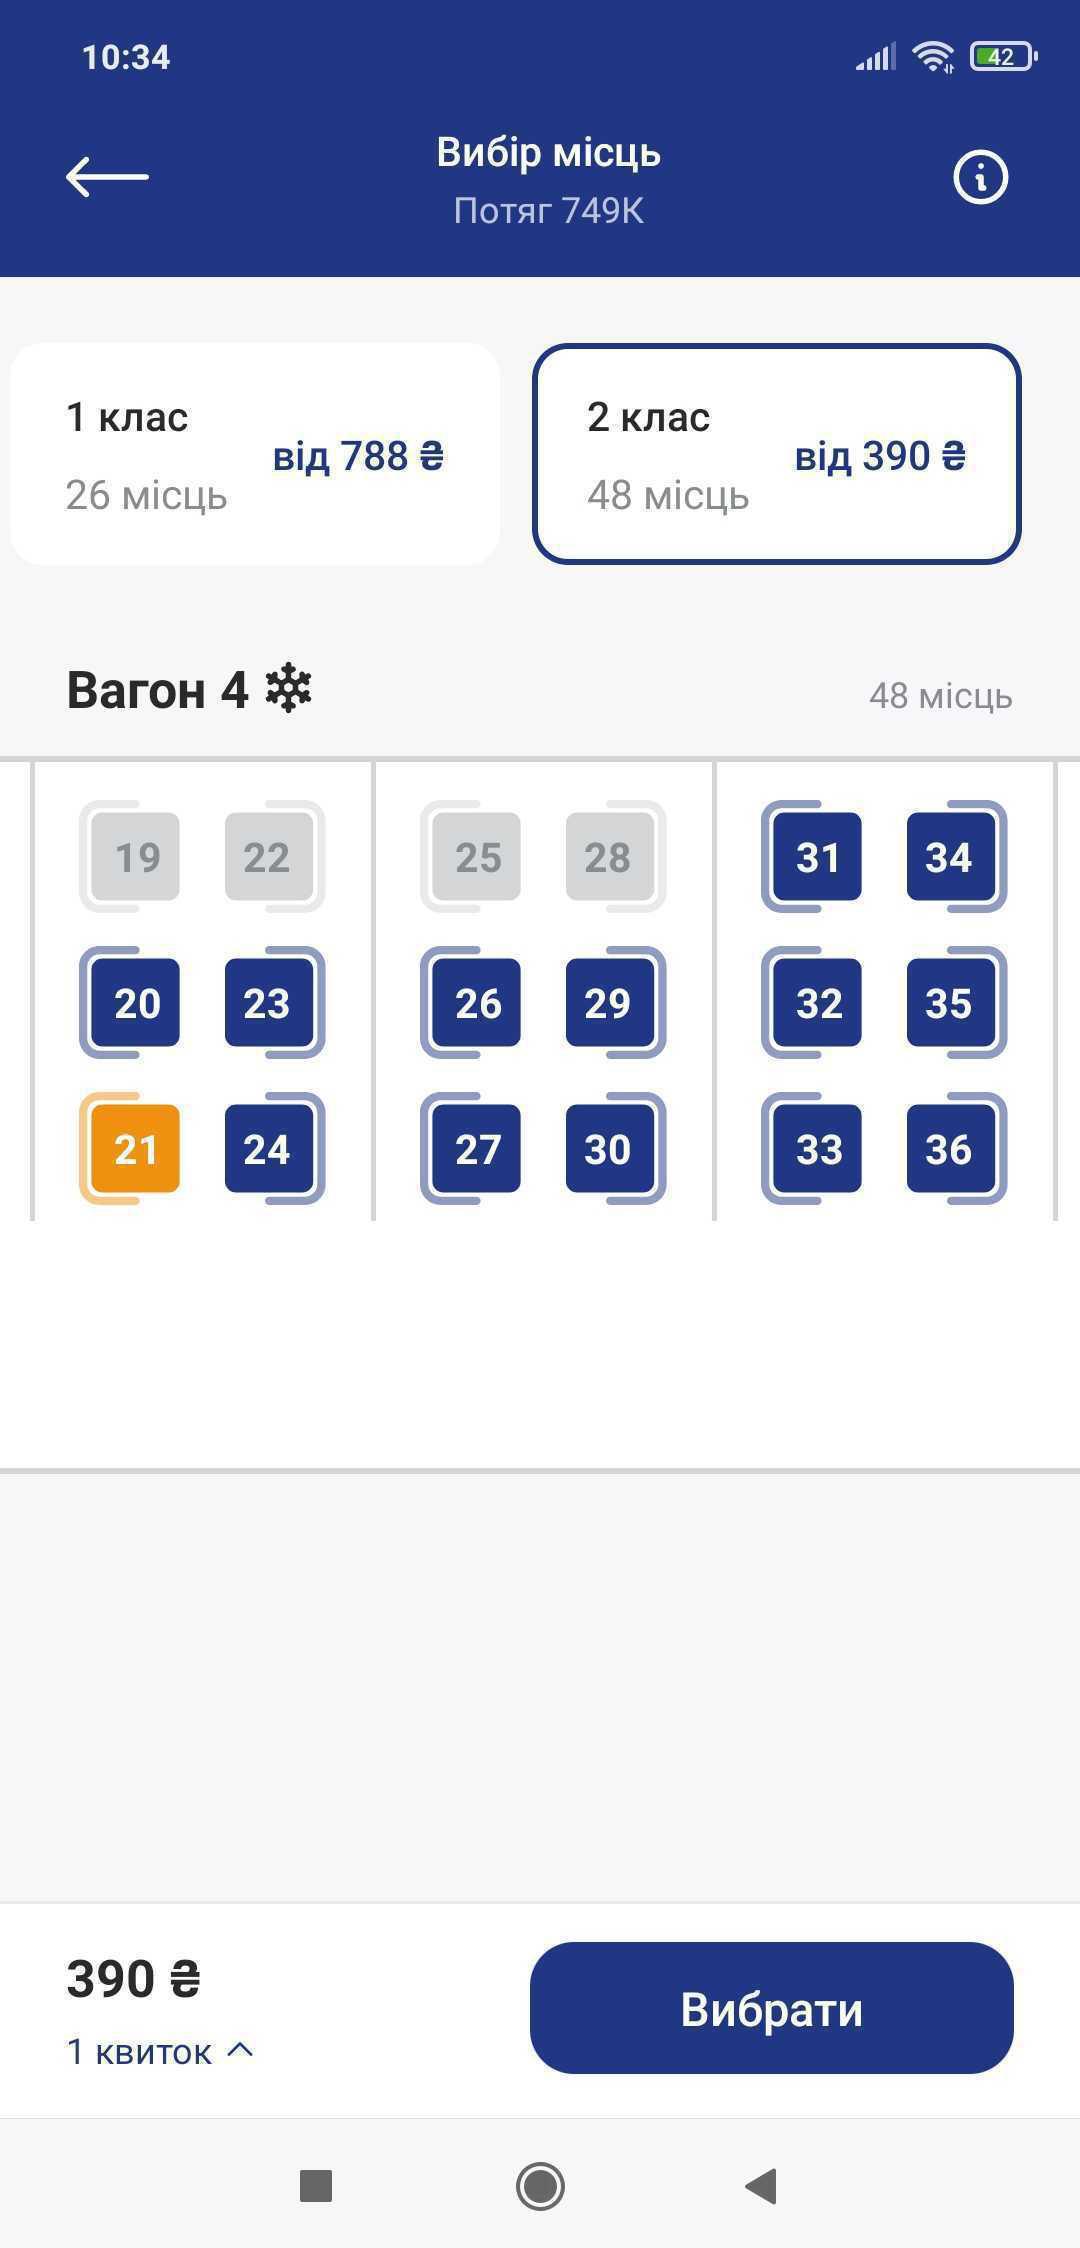 10:34
42
Вибір місць
Потяг 749К
1 клас
від 788 ₴
26 місць
2 клас
від 390 ₴
48 місць
Вагон 4
48 місць
19 22 25 28 31 34
20 23 26 29 32 35
21 24 27 30 33 36
390 ₴
1 квиток
Вибрати